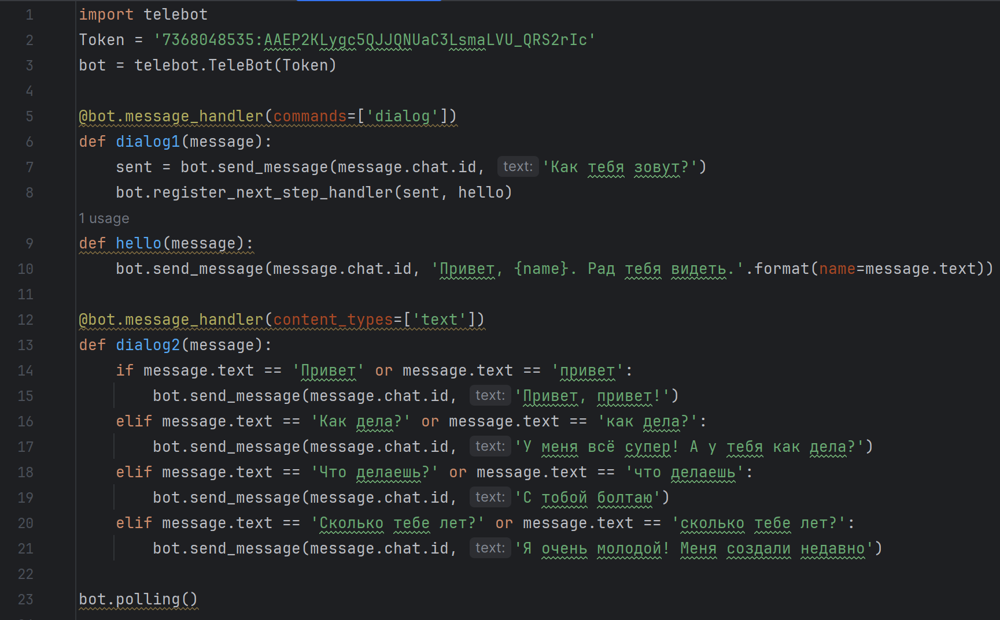 1 import telebot
2 Token = '7368048535:AAEP2KLygc5QJJQNUaC3LsmaLVU_QRS2rIc'
3 bot = telebot.TeleBot(Token)
4
5 @bot.message_handler(commands=['dialog'])
6 def dialog1(message):
7     sent = bot.send_message(message.chat.id, text: 'Как тебя зовут?')
8     bot.register_next_step_handler(sent, hello)
1 usage
9 def hello(message):
10     bot.send_message(message.chat.id, 'Привет, {name}. Рад тебя видеть.'.format(name=message.text))
11
12 @bot.message_handler(content_types=['text'])
13 def dialog2(message):
14     if message.text == 'Привет' or message.text == 'привет':
15         bot.send_message(message.chat.id, text: 'Привет, привет!')
16     elif message.text == 'Как дела?' or message.text == 'как дела?':
17         bot.send_message(message.chat.id, text: 'У меня всё супер! А у тебя как дела?')
18     elif message.text == 'Что делаешь?' or message.text == 'что делаешь':
19         bot.send_message(message.chat.id, text: 'С тобой болтаю')
20     elif message.text == 'Сколько тебе лет?' or message.text == 'сколько тебе лет?':
21         bot.send_message(message.chat.id, text: 'Я очень молодой! Меня создали недавно')
22
23 bot.polling()